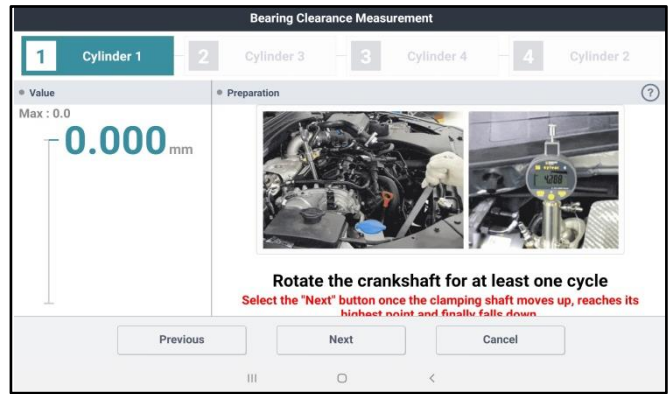 Bearing Clearance Measurement
1 Cylinder 1
2 Cylinder 3
3 Cylinder 4
4 Cylinder 2
Value
Preparation
?
Max : 0.0
0.000 mm
Rotate the crankshaft for at least one cycle
Select the "Next" button once the clamping shaft moves up, reaches its
highest point and finally falls down
Previous
Next
Cancel